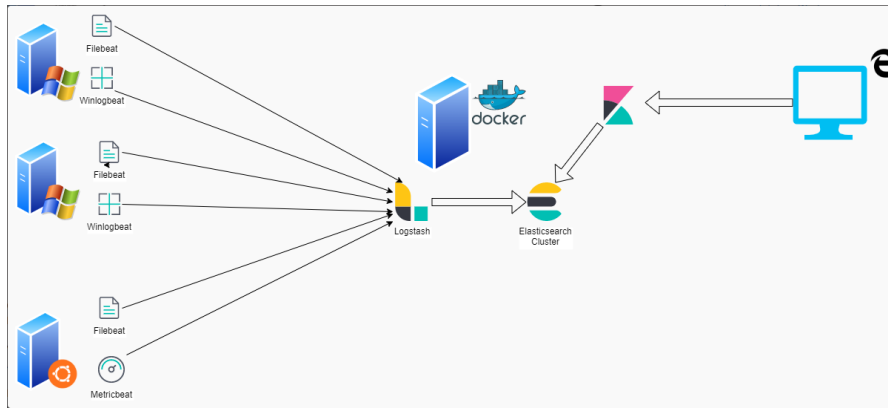 Filebeat
Winlogbeat
docker
Filebeat
Winlogbeat
Logstash
Elasticsearch
Cluster
Filebeat
Metricbeat